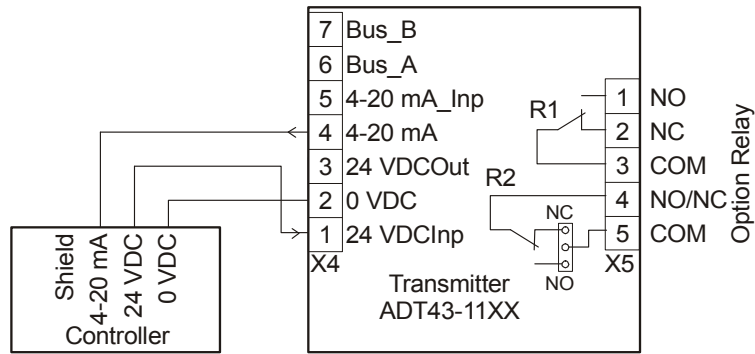 7 Bus_B
6 Bus_A
5 4-20 mA_Inp
4 4-20 mA
3 24 VDCOut
2 0 VDC
1 24 VDCInp
X4
R1
1 NO
2 NC
3 COM
4 NO/NC
5 COM
X5
Option Relay
R2
NC
NO
Transmitter
ADT43-11XX
Shield
4-20 mA
24 VDC
0 VDC
Controller